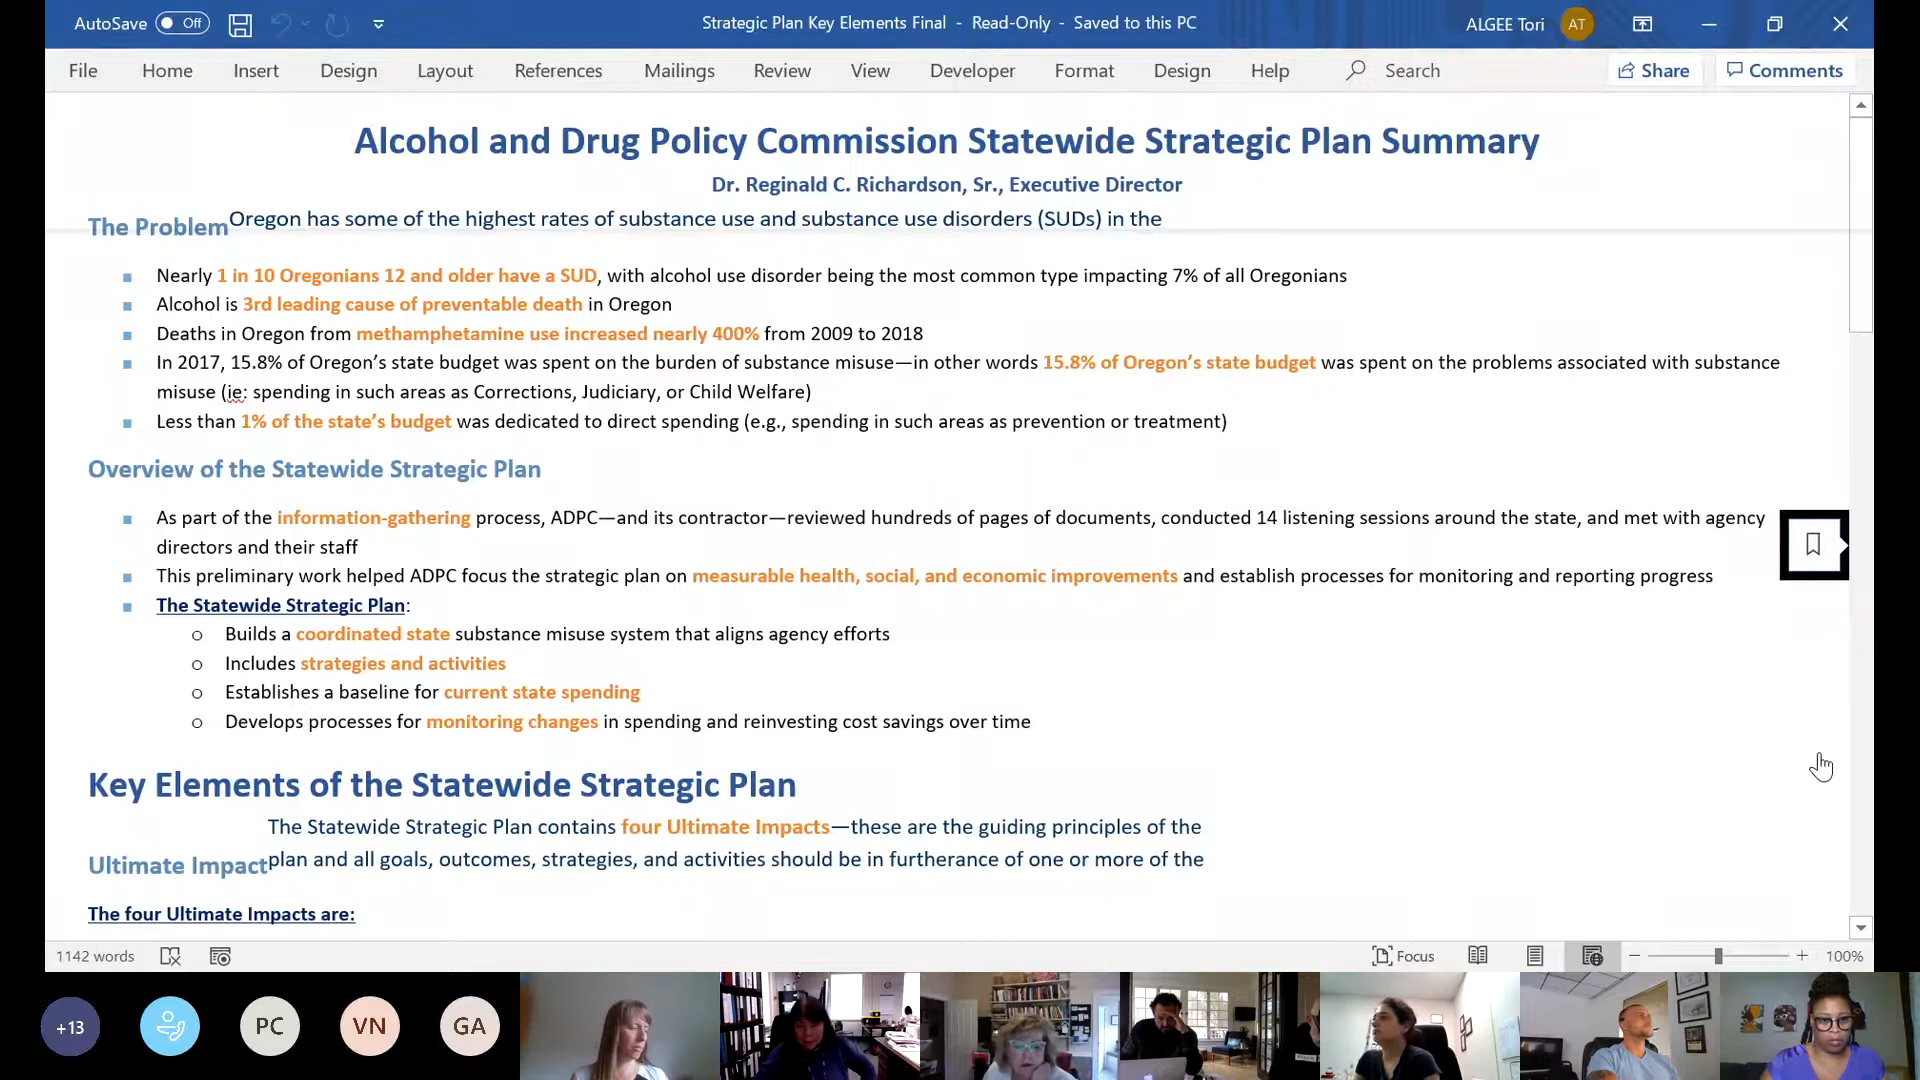 AutoSave Off
Strategic Plan Key Elements Final - Read-Only - Saved to this PC
ALGEE Tori AT
File Home Insert Design Layout References Mailings Review View Developer Format Design Help Search
Share Comments
Alcohol and Drug Policy Commission Statewide Strategic Plan Summary
Dr. Reginald C. Richardson, Sr., Executive Director
The Problem Oregon has some of the highest rates of substance use and substance use disorders (SUDs) in the
Nearly 1 in 10 Oregonians 12 and older have a SUD, with alcohol use disorder being the most common type impacting 7% of all Oregonians
Alcohol is 3rd leading cause of preventable death in Oregon
Deaths in Oregon from methamphetamine use increased nearly 400% from 2009 to 2018
In 2017, 15.8% of Oregon’s state budget was spent on the burden of substance misuse—in other words 15.8% of Oregon’s state budget was spent on the problems associated with substance
misuse (ie: spending in such areas as Corrections, Judiciary, or Child Welfare)
Less than 1% of the state’s budget was dedicated to direct spending (e.g., spending in such areas as prevention or treatment)
Overview of the Statewide Strategic Plan
As part of the information-gathering process, ADPC—and its contractor—reviewed hundreds of pages of documents, conducted 14 listening sessions around the state, and met with agency
directors and their staff
This preliminary work helped ADPC focus the strategic plan on measurable health, social, and economic improvements and establish processes for monitoring and reporting progress
The Statewide Strategic Plan:
Builds a coordinated state substance misuse system that aligns agency efforts
Includes strategies and activities
Establishes a baseline for current state spending
Develops processes for monitoring changes in spending and reinvesting cost savings over time
Key Elements of the Statewide Strategic Plan
The Statewide Strategic Plan contains four Ultimate Impacts—these are the guiding principles of the
Ultimate Impact plan and all goals, outcomes, strategies, and activities should be in furtherance of one or more of the
The four Ultimate Impacts are:
1142 words
Focus
100%
+13 PC VN GA